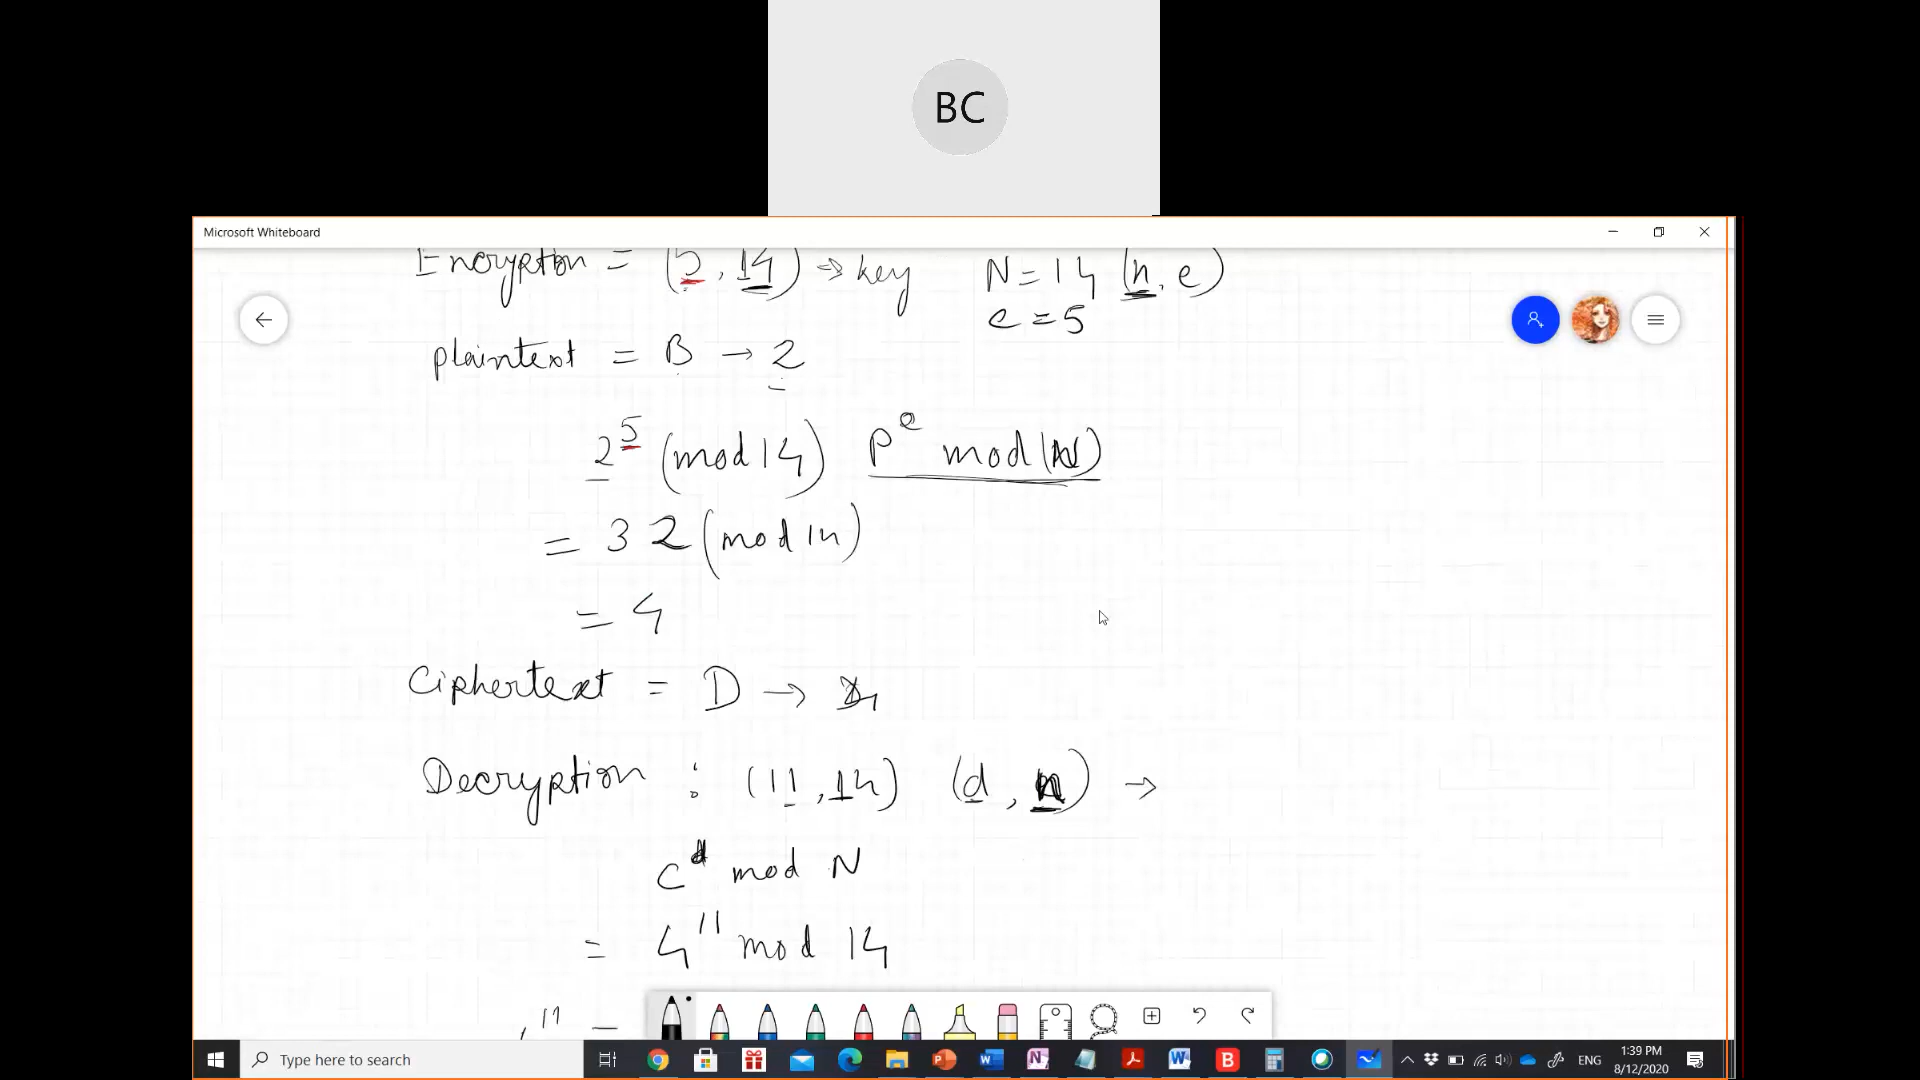 BC
Microsoft Whiteboard
Encryption = (5, 14) → key N = 14 (n, e)
e = 5
plaintext = B → 2
2^5 (mod 14) P^e mod(N)
= 32 (mod 14)
= 4
Ciphertext = D → 4
Decryption : (11, 14) (d, n) →
C^d mod N
= 4^11 mod 14
11 =
Type here to search
ENG
1:39 PM
8/12/2020